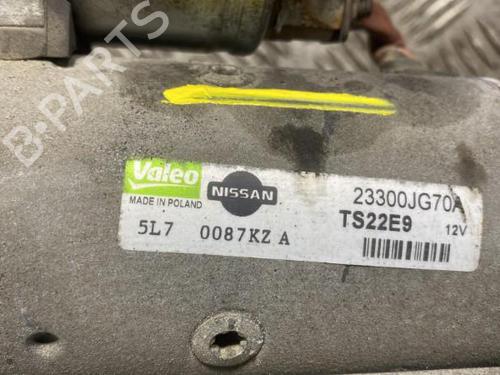 B-PARTS
Valeo
MADE IN POLAND
NISSAN
23300JG70A
TS22E9
12V
5L7 0087KZ A